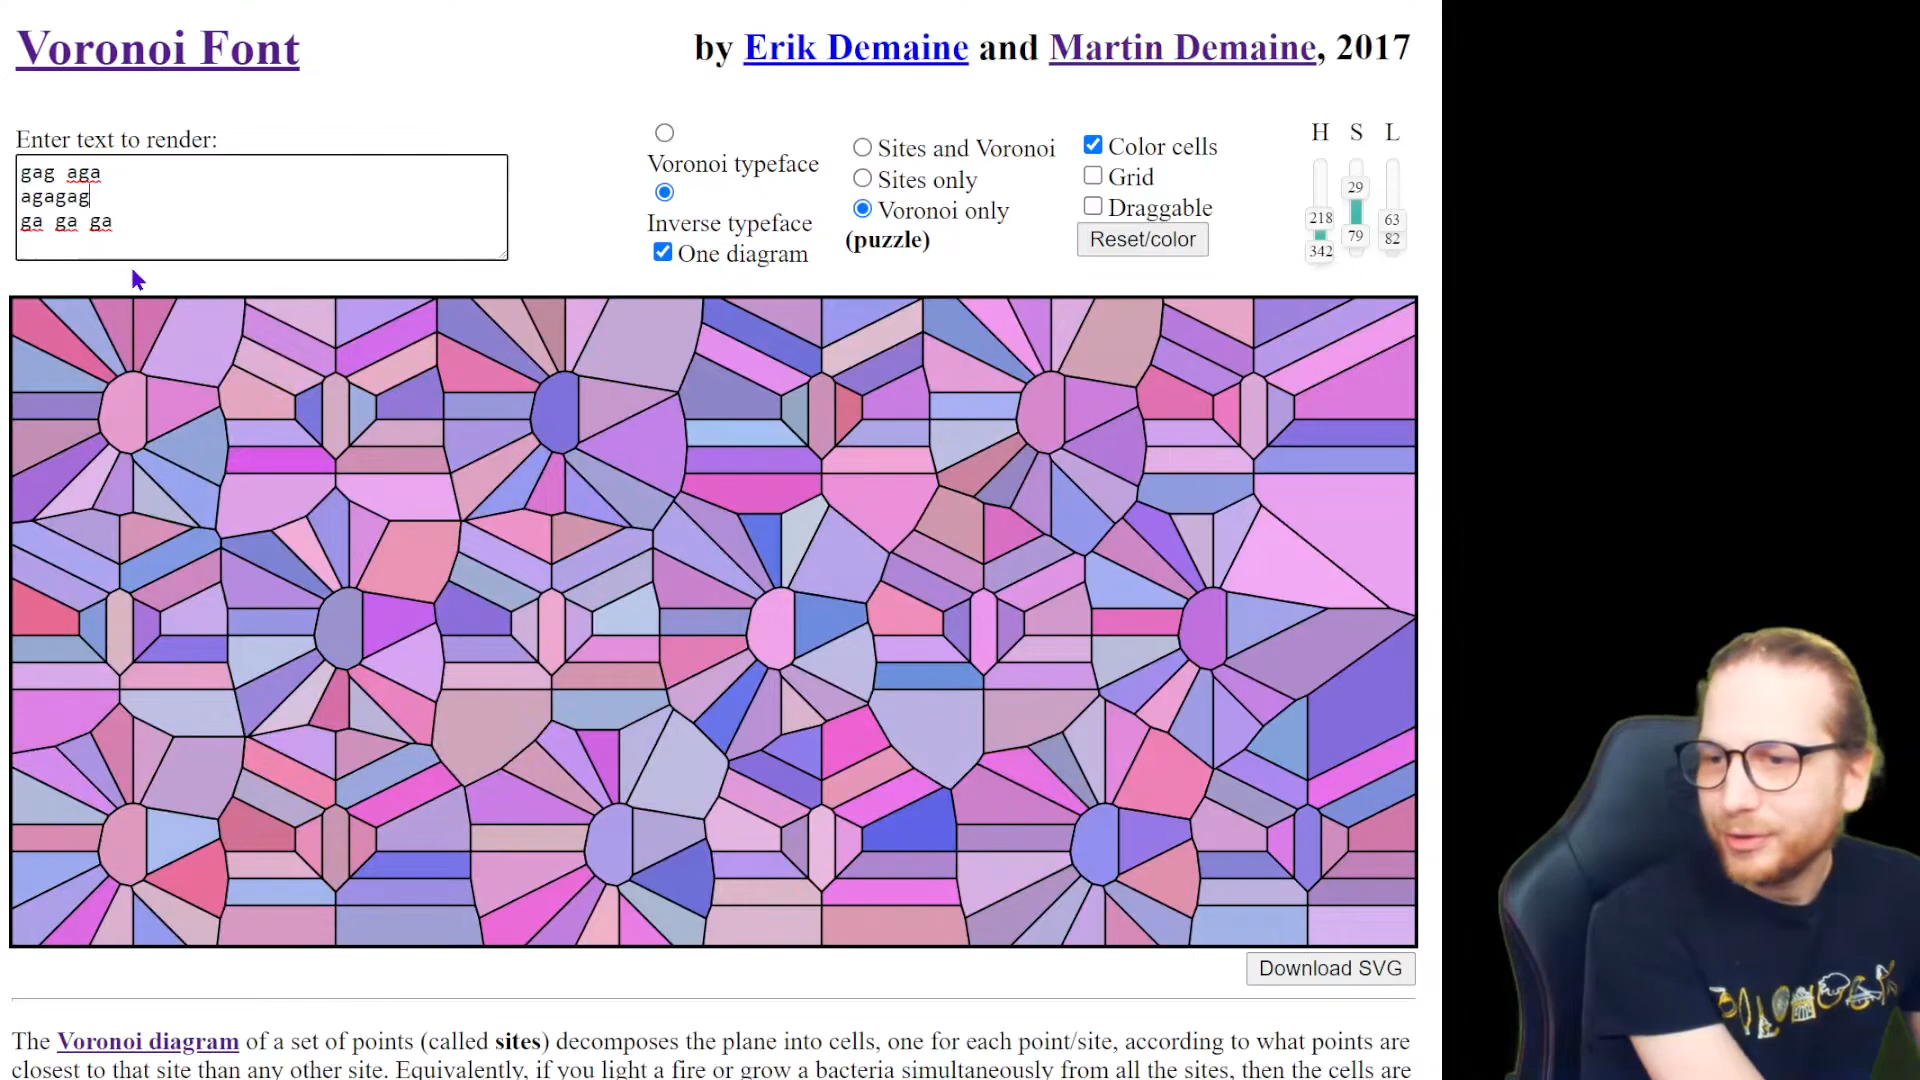 Voronoi Font
by Erik Demaine and Martin Demaine, 2017
Enter text to render:
gag aga
agagag
ga ga ga
Voronoi typeface
Inverse typeface
One diagram
Sites and Voronoi
Sites only
Voronoi only
(puzzle)
Color cells
Grid
Draggable
Reset/color
H S L
218
342
29
79
63
82
Download SVG
The Voronoi diagram of a set of points (called sites) decomposes the plane into cells, one for each point/site, according to what points are
closest to that site than any other site. Equivalently, if you light a fire or grow a bacteria simultaneously from all the sites, then the cells are